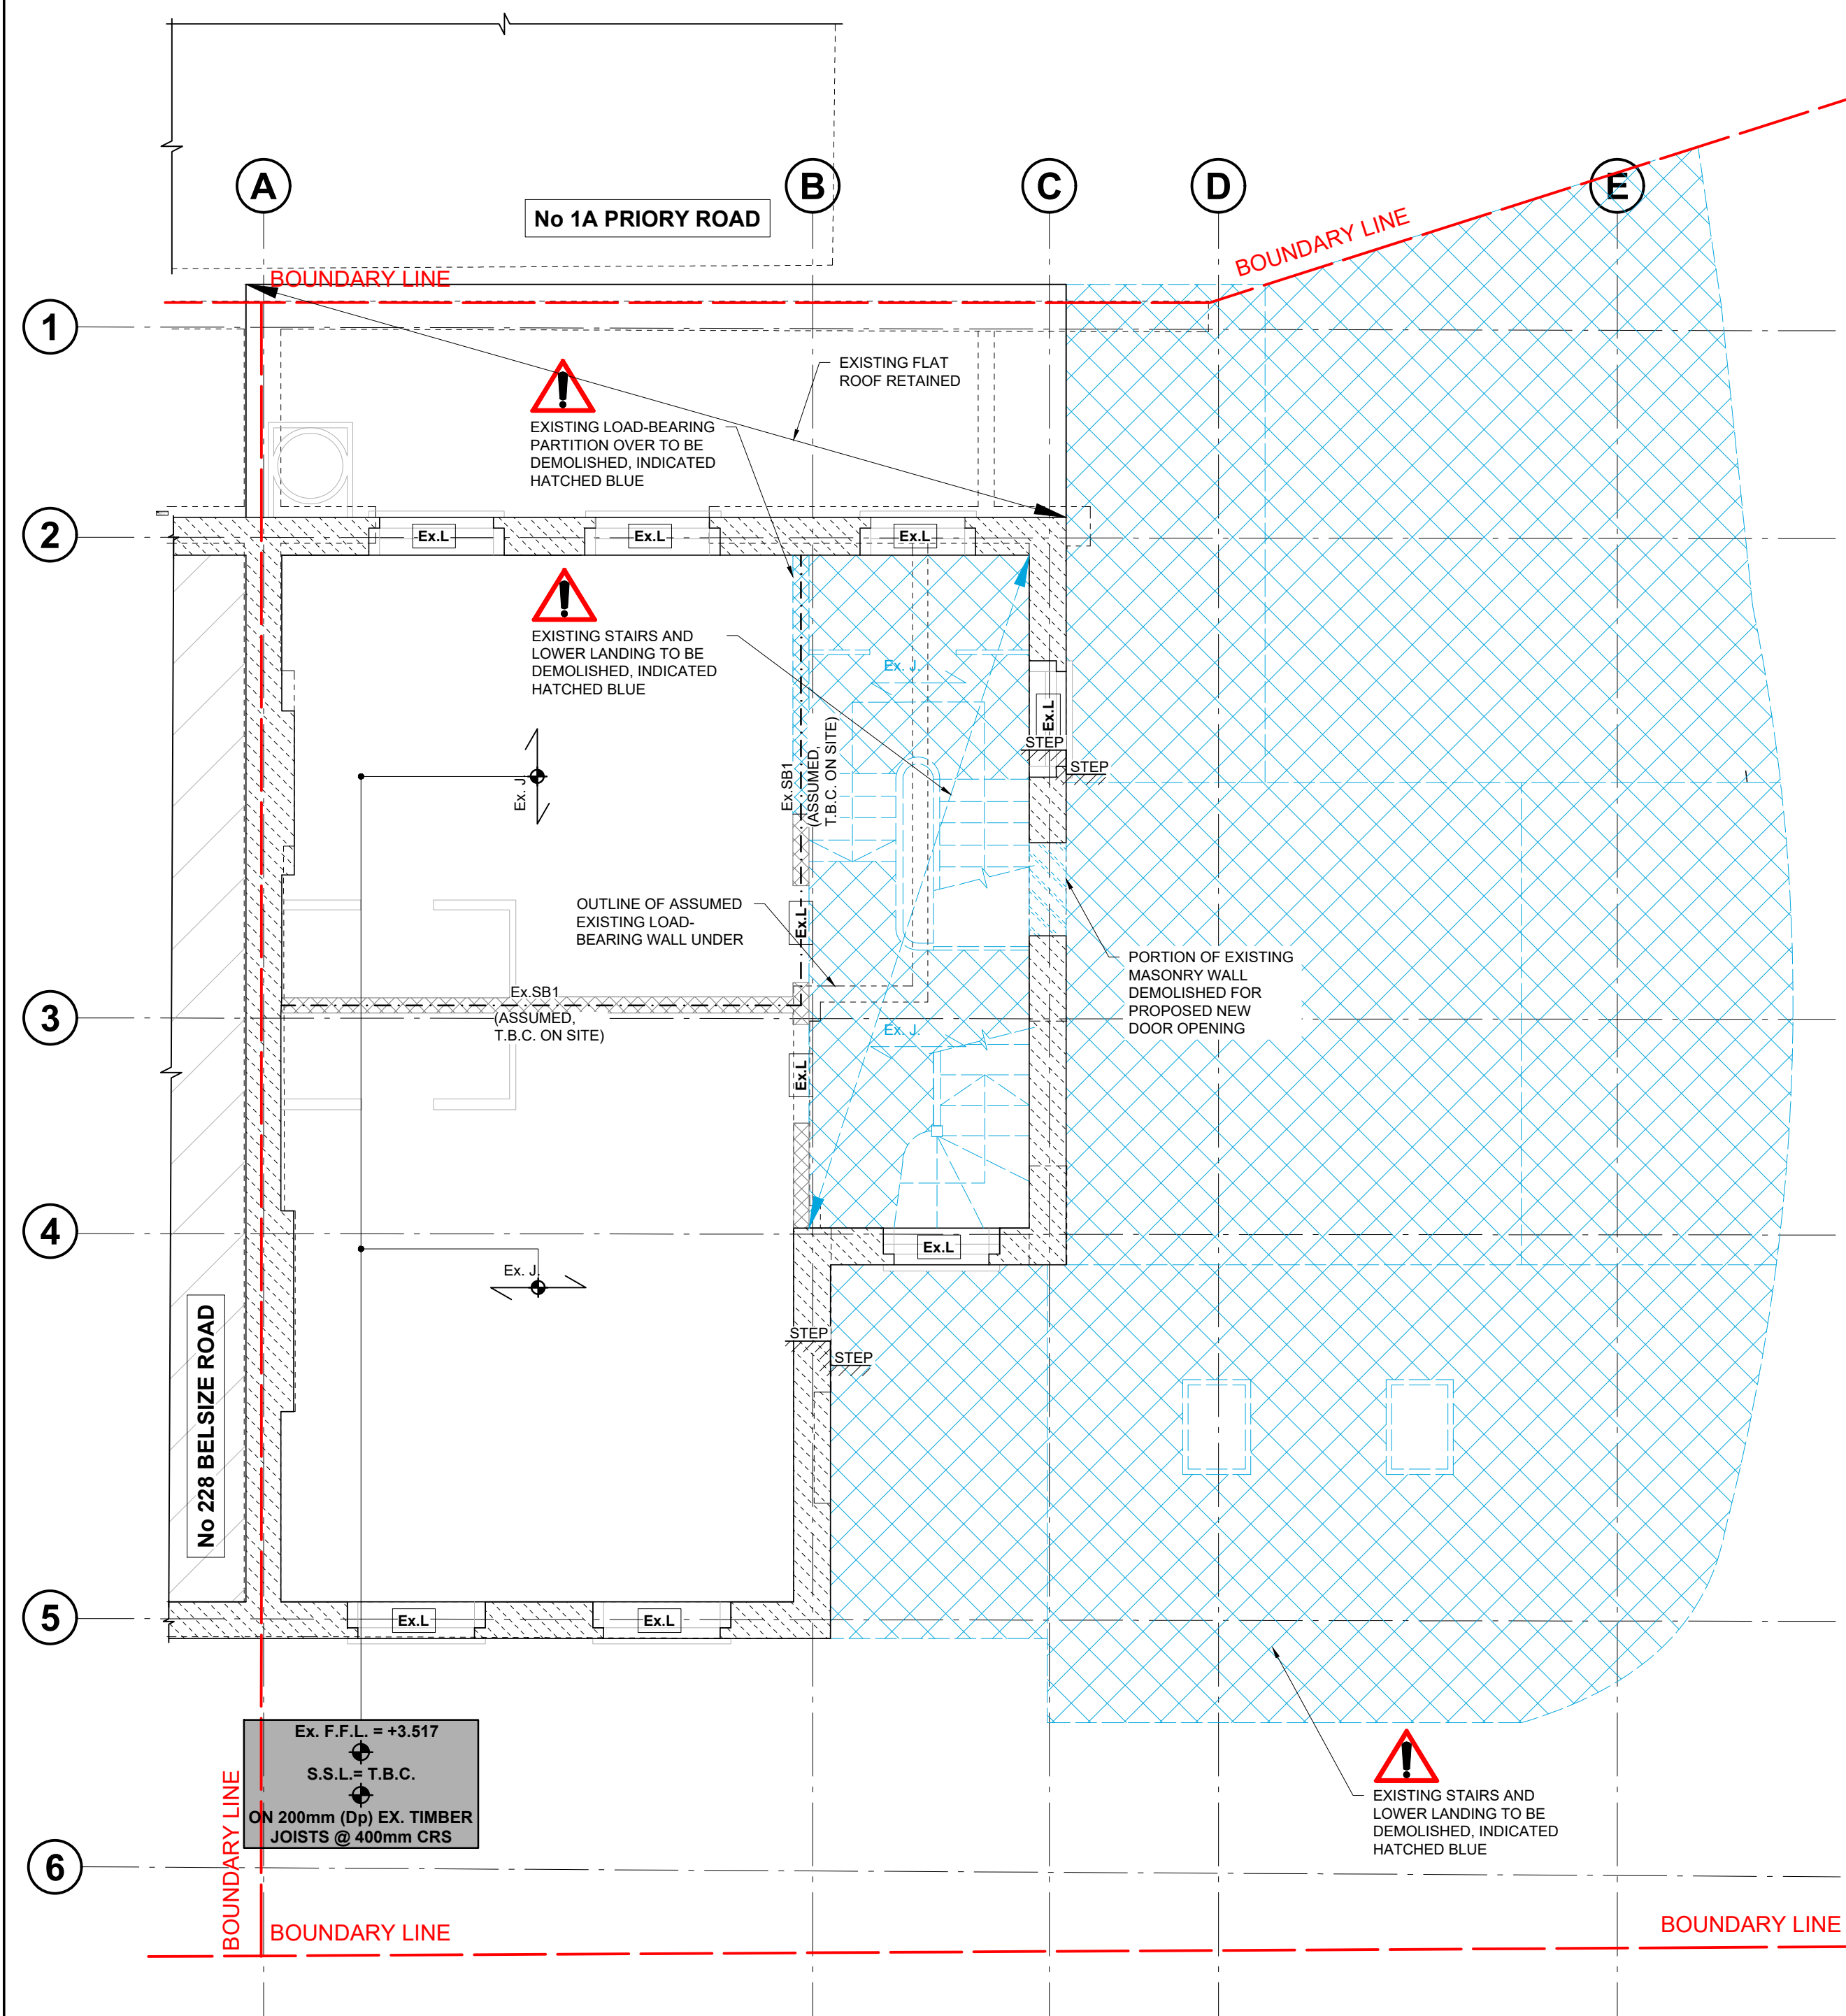 A
B
C
D
E
No 1A PRIORY ROAD
BOUNDARY LINE
BOUNDARY LINE
1
EXISTING FLAT
ROOF RETAINED
EXISTING LOAD-BEARING
PARTITION OVER TO BE
DEMOLISHED, INDICATED
HATCHED BLUE
2
Ex.L
Ex.L
Ex.L
EXISTING STAIRS AND
LOWER LANDING TO BE
DEMOLISHED, INDICATED
HATCHED BLUE
Ex. J.
Ex.L
STEP
STEP
Ex. J.
Ex.SB1
(ASSUMED,
T.B.C. ON SITE)
OUTLINE OF ASSUMED
EXISTING LOAD-
BEARING WALL UNDER
Ex.L
PORTION OF EXISTING
MASONRY WALL
DEMOLISHED FOR
PROPOSED NEW
DOOR OPENING
3
Ex.SB1
(ASSUMED,
T.B.C. ON SITE)
Ex. J.
Ex.L
4
Ex.L
Ex. J.
STEP
STEP
No 228 BELSIZE ROAD
5
Ex.L
Ex.L
Ex. F.F.L. = +3.517
S.S.L.= T.B.C.
ON 200mm (Dp) EX. TIMBER
JOISTS @ 400mm CRS
EXISTING STAIRS AND
LOWER LANDING TO BE
DEMOLISHED, INDICATED
HATCHED BLUE
6
BOUNDARY LINE
BOUNDARY LINE
BOUNDARY LINE